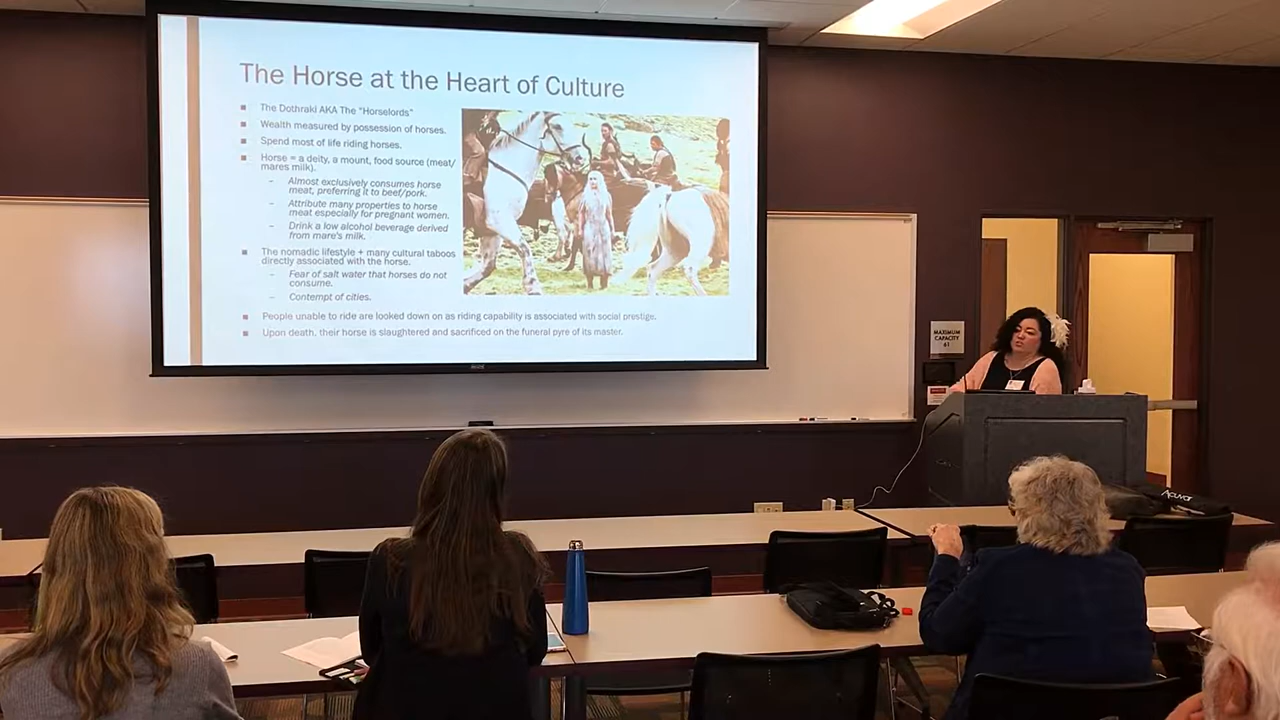 The Horse at the Heart of Culture
The Dothraki AKA The "Horselords"
Wealth measured by possession of horses.
Spend most of life riding horses.
Horse = a deity, a mount, food source (meat/
mares milk).
– Almost exclusively consumes horse
meat, preferring it to beef/pork.
– Attribute many properties to horse
meat especially for pregnant women.
– Drink a low alcohol beverage derived
from mare's milk.
The nomadic lifestyle + many cultural taboos
directly associated with the horse.
– Fear of salt water that horses do not
consume.
– Contempt of cities.
People unable to ride are looked down on as riding capability is associated with social prestige.
Upon death, their horse is slaughtered and sacrificed on the funeral pyre of its master.
MAXIMUM
CAPACITY
61